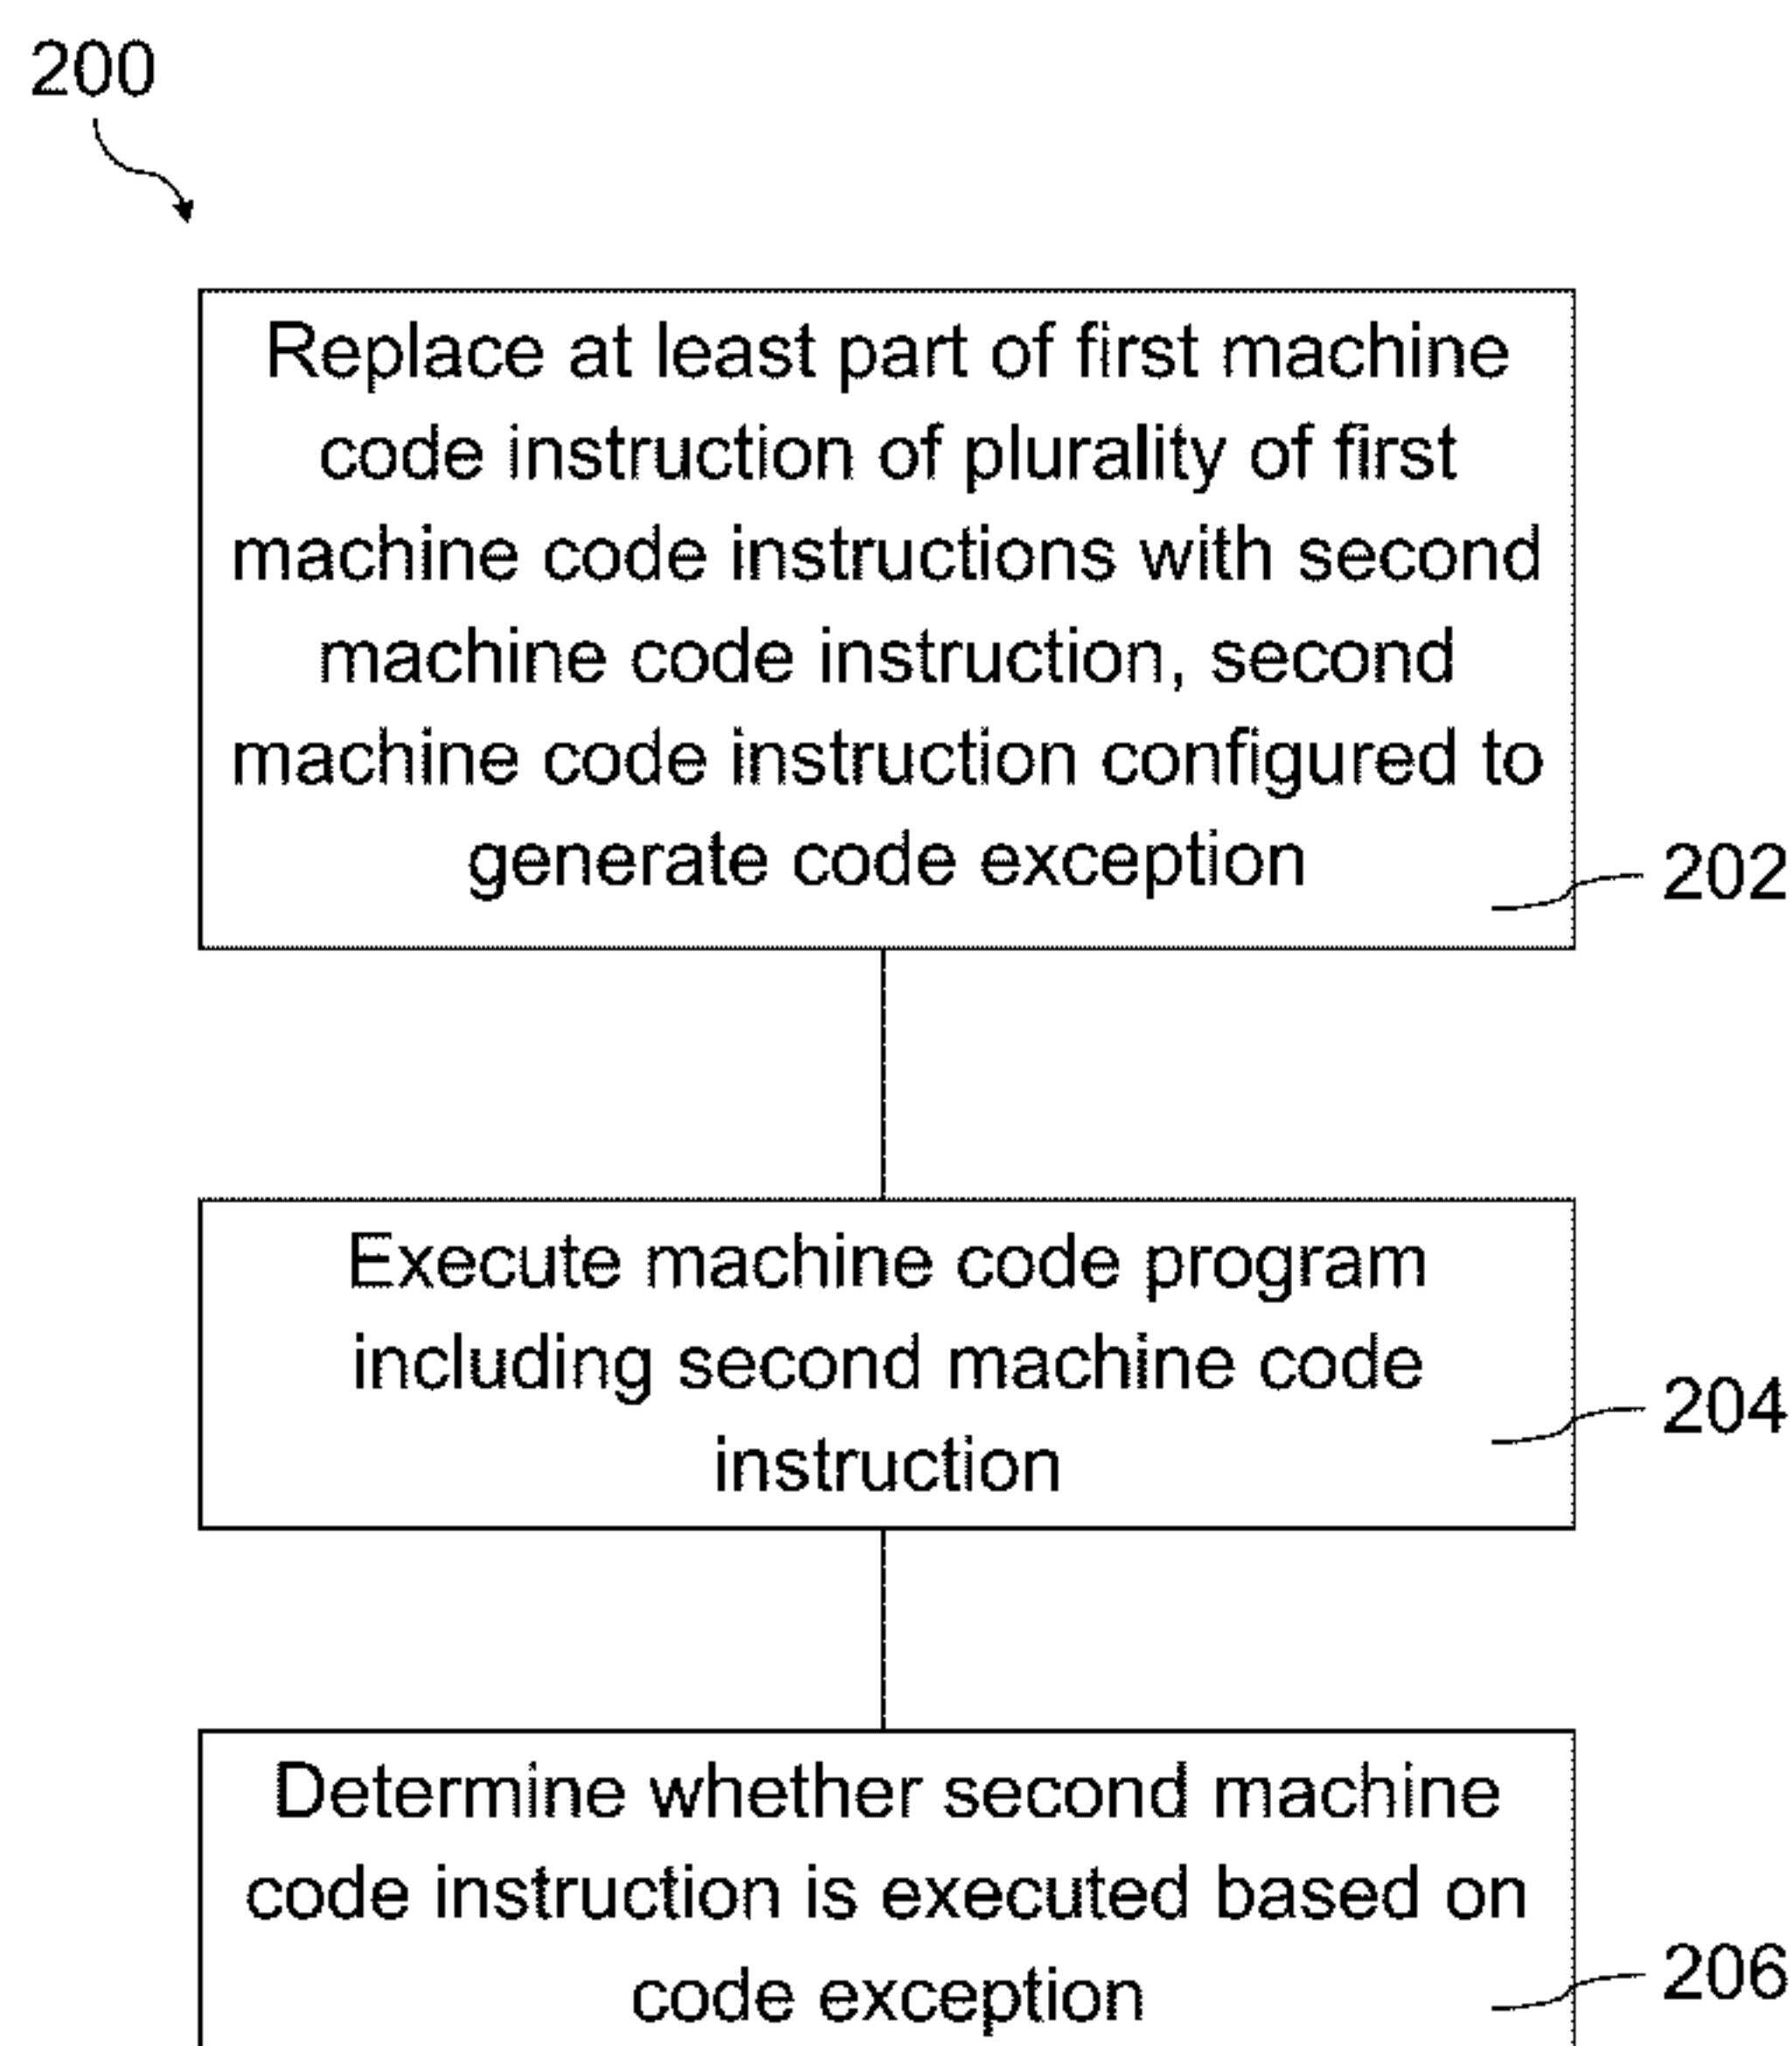 200
Replace at least part of first machine
code instruction of plurality of first
machine code instructions with second
machine code instruction, second
machine code instruction configured to
generate code exception
202
Execute machine code program
including second machine code
instruction
204
Determine whether second machine
code instruction is executed based on
code exception
206